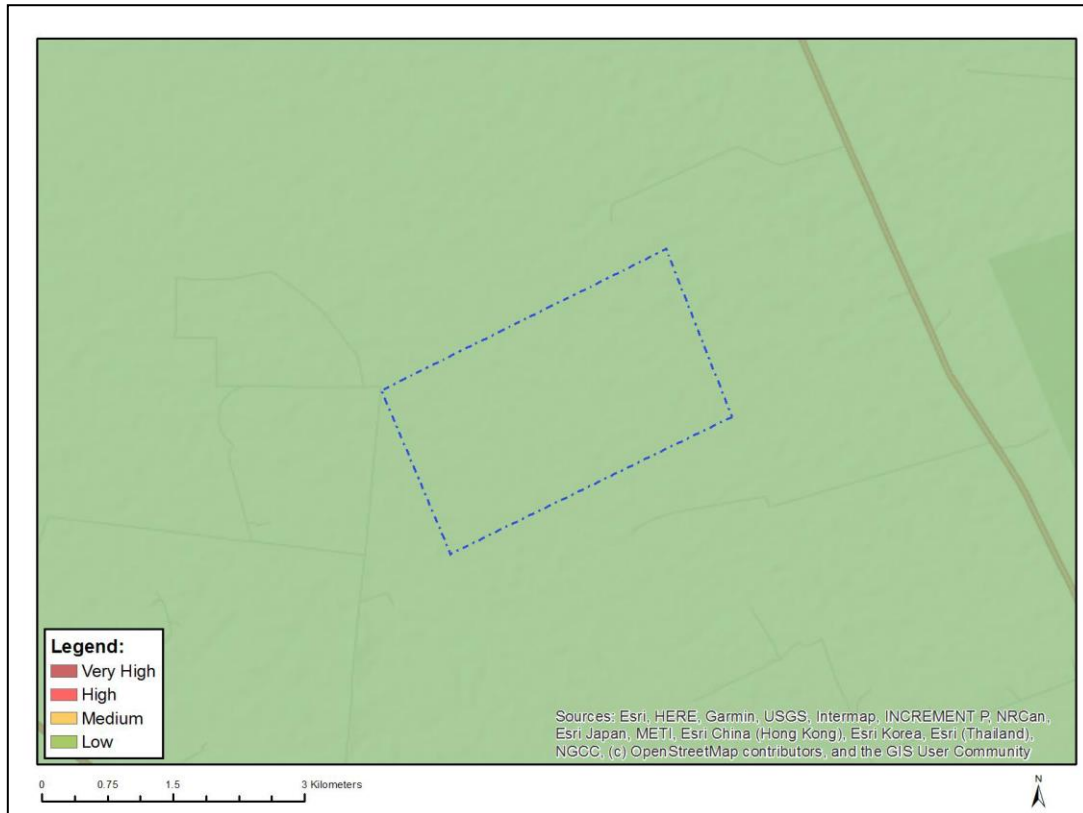 Legend:
Very High
High
Medium
Low
Sources: Esri, HERE, Garmin, USGS, Intermap, INCREMENT P, NRCan,
Esri Japan, METI, Esri China (Hong Kong), Esri Korea, Esri (Thailand),
NGCC, (c) OpenStreetMap contributors, and the GIS User Community
0 0.75 1.5 3 Kilometers
N